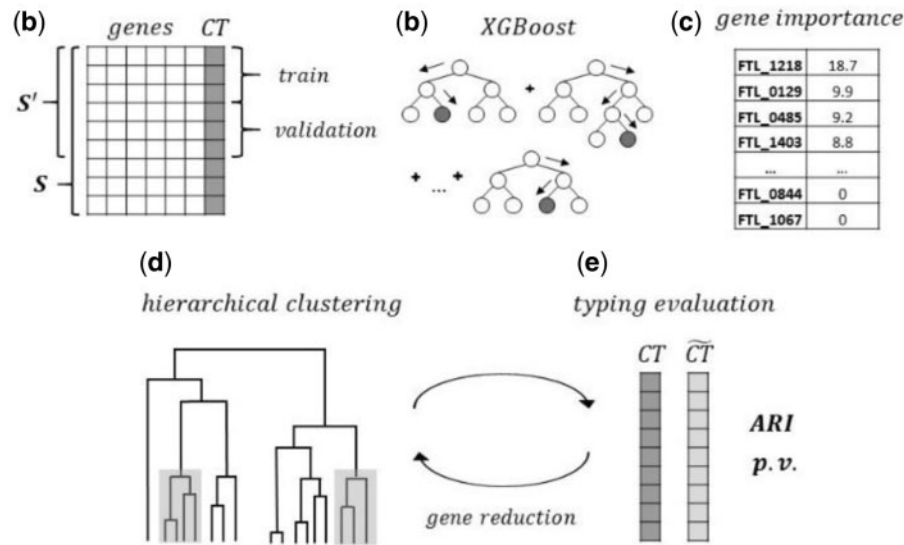 (b) genes CT
S'
S
train
validation
(b) XGBoost
+
+ ... +
(c) gene importance
FTL_1218 18.7
FTL_0129 9.9
FTL_0485 9.2
FTL_1403 8.8
... ...
FTL_0844 0
FTL_1067 0
(d)
hierarchical clustering
gene reduction
(e)
typing evaluation
CT C͠T
ARI
p.v.